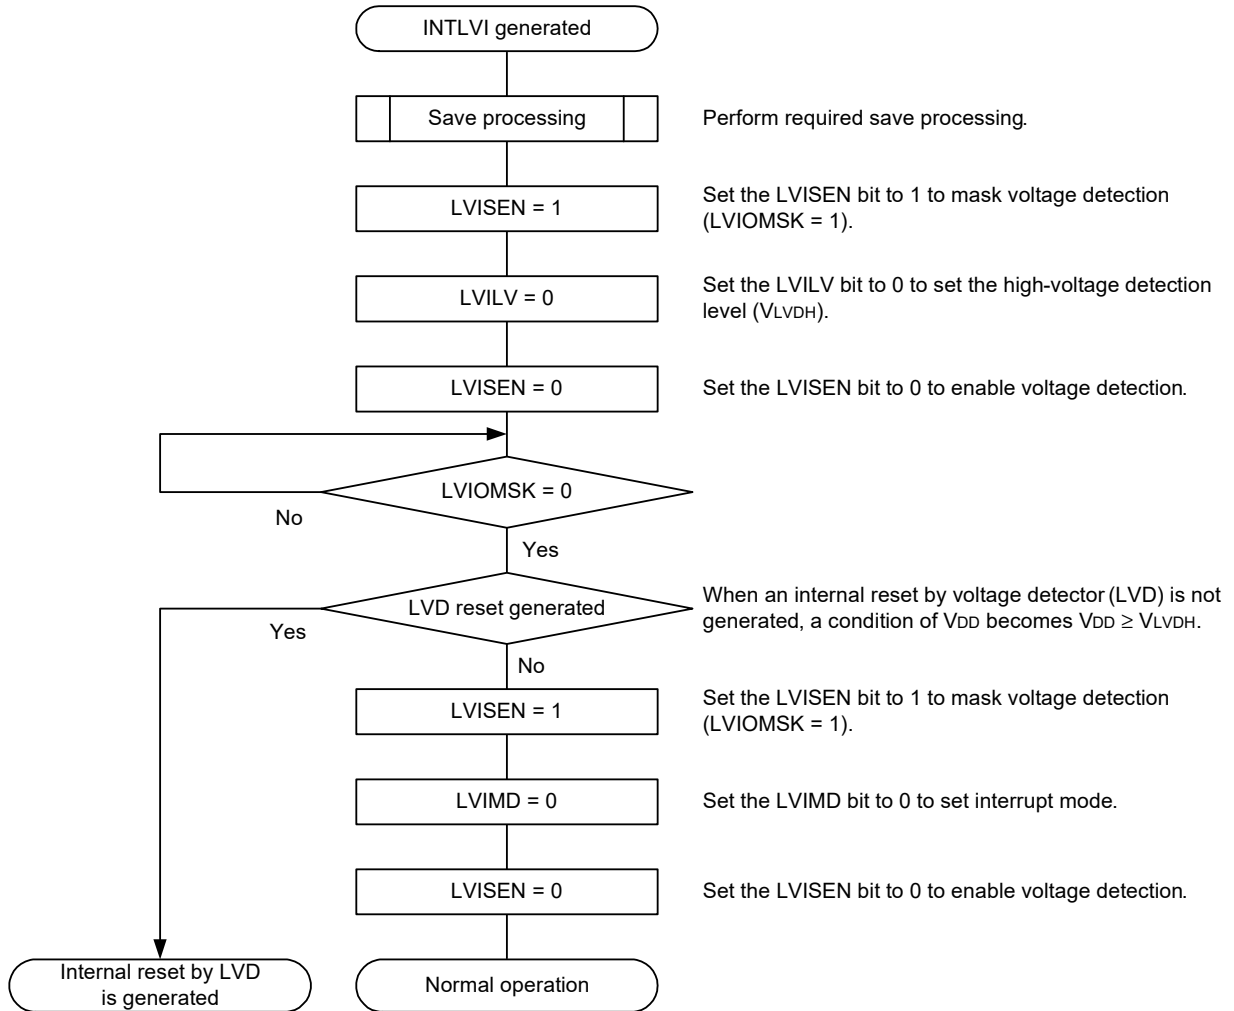 INTLVI generated
Save processing
Perform required save processing.
LVISEN = 1
Set the LVISEN bit to 1 to mask voltage detection
(LVIOMSK = 1).
LVILV = 0
Set the LVILV bit to 0 to set the high-voltage detection
level (VLVDH).
LVISEN = 0
Set the LVISEN bit to 0 to enable voltage detection.
LVIOMSK = 0
No
Yes
LVD reset generated
When an internal reset by voltage detector (LVD) is not
generated, a condition of VDD becomes VDD ≥ VLVDH.
Yes
No
LVISEN = 1
Set the LVISEN bit to 1 to mask voltage detection
(LVIOMSK = 1).
LVIMD = 0
Set the LVIMD bit to 0 to set interrupt mode.
LVISEN = 0
Set the LVISEN bit to 0 to enable voltage detection.
Internal reset by LVD
is generated
Normal operation